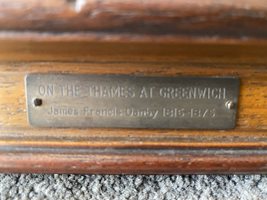 ON THE THAMES AT GREENWICH
James Francis Danby 1816-1875